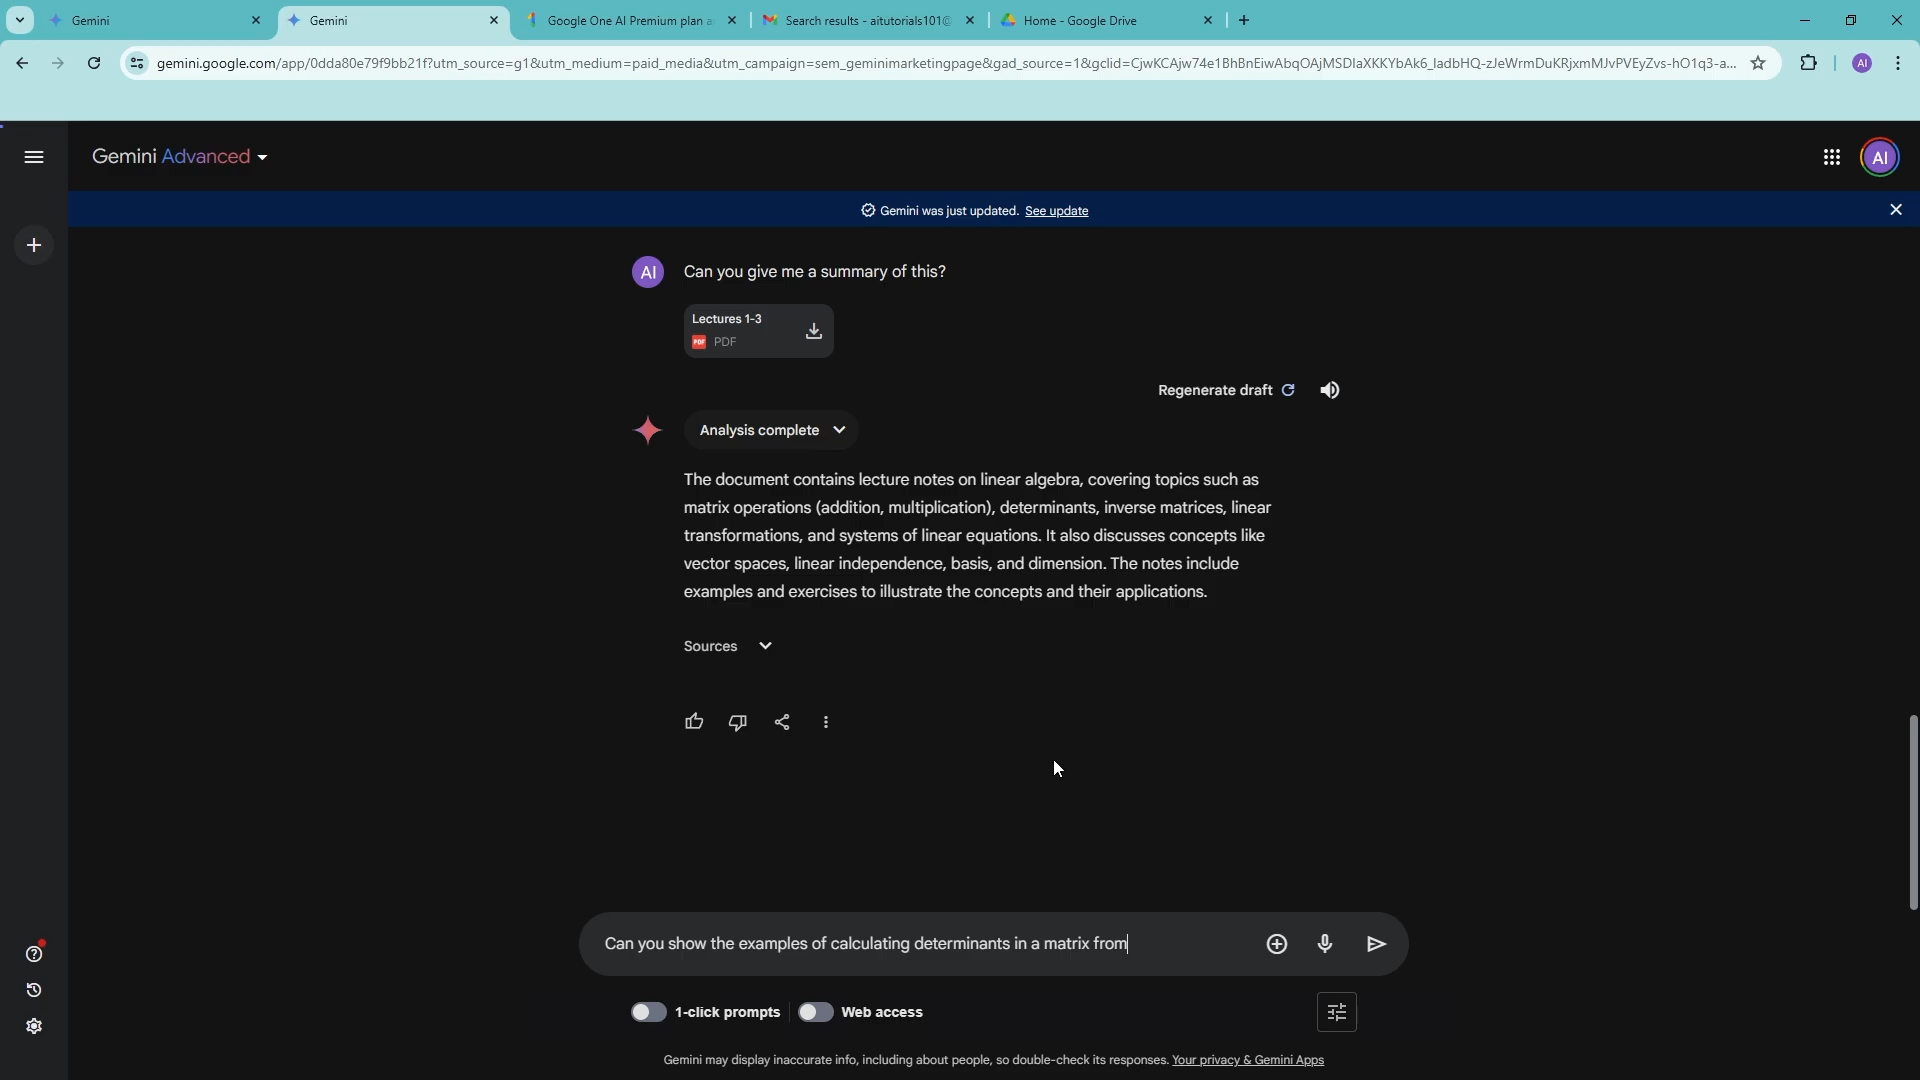 Gemini
Gemini
Google One AI Premium plan a
Search results - aitutorials101@
Home - Google Drive
gemini.google.com/app/0dda80e79f9bb21f?utm_source=g1&utm_medium=paid_media&utm_campaign=sem_geminimarketingpage&gad_source=1&gclid=CjwKCAjw74e1BhBnEiwAbqOAjMSDlaXKKYbAk6_ladbHQ-zJeWrmDuKRjxmMJvPVEyZvs-hO1q3-a...
AI
Gemini Advanced
AI
Gemini was just updated. See update
AI
Can you give me a summary of this?
Lectures 1-3
PDF PDF
Regenerate draft
Analysis complete
The document contains lecture notes on linear algebra, covering topics such as
matrix operations (addition, multiplication), determinants, inverse matrices, linear
transformations, and systems of linear equations. It also discusses concepts like
vector spaces, linear independence, basis, and dimension. The notes include
examples and exercises to illustrate the concepts and their applications.
Sources
Can you show the examples of calculating determinants in a matrix from
1-click prompts
Web access
Gemini may display inaccurate info, including about people, so double-check its responses. Your privacy & Gemini Apps